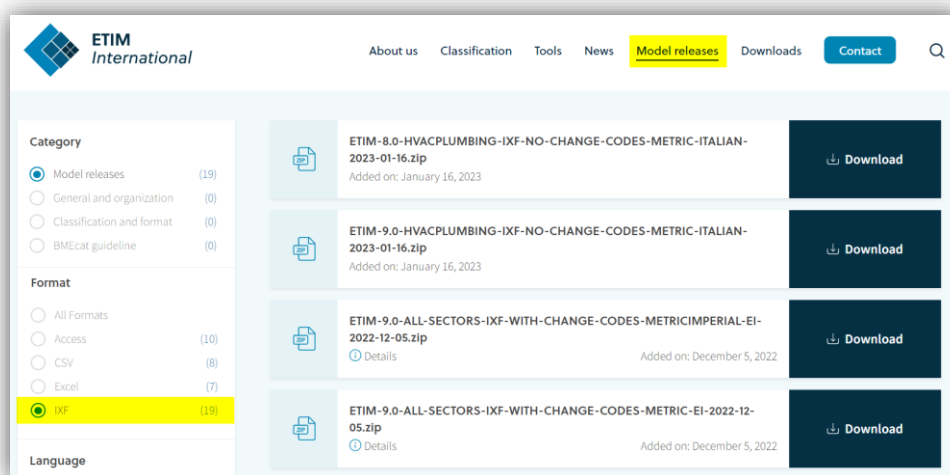 ETIM
International
About us Classification Tools News Model releases Downloads Contact
Category
Model releases (19)
General and organization (0)
Classification and format (0)
BMEcat guideline (0)
Format
All Formats
Access (10)
CSV (8)
Excel (7)
IXF (19)
Language
ZIP
ETIM-8.0-HVACPLUMBING-IXF-NO-CHANGE-CODES-METRIC-ITALIAN-
2023-01-16.zip
Added on: January 16, 2023
Download
ZIP
ETIM-9.0-HVACPLUMBING-IXF-NO-CHANGE-CODES-METRIC-ITALIAN-
2023-01-16.zip
Added on: January 16, 2023
Download
ZIP
ETIM-9.0-ALL-SECTORS-IXF-WITH-CHANGE-CODES-METRICIMPERIAL-EI-
2022-12-05.zip
Details Added on: December 5, 2022
Download
ZIP
ETIM-9.0-ALL-SECTORS-IXF-WITH-CHANGE-CODES-METRIC-EI-2022-12-
05.zip
Details Added on: December 5, 2022
Download